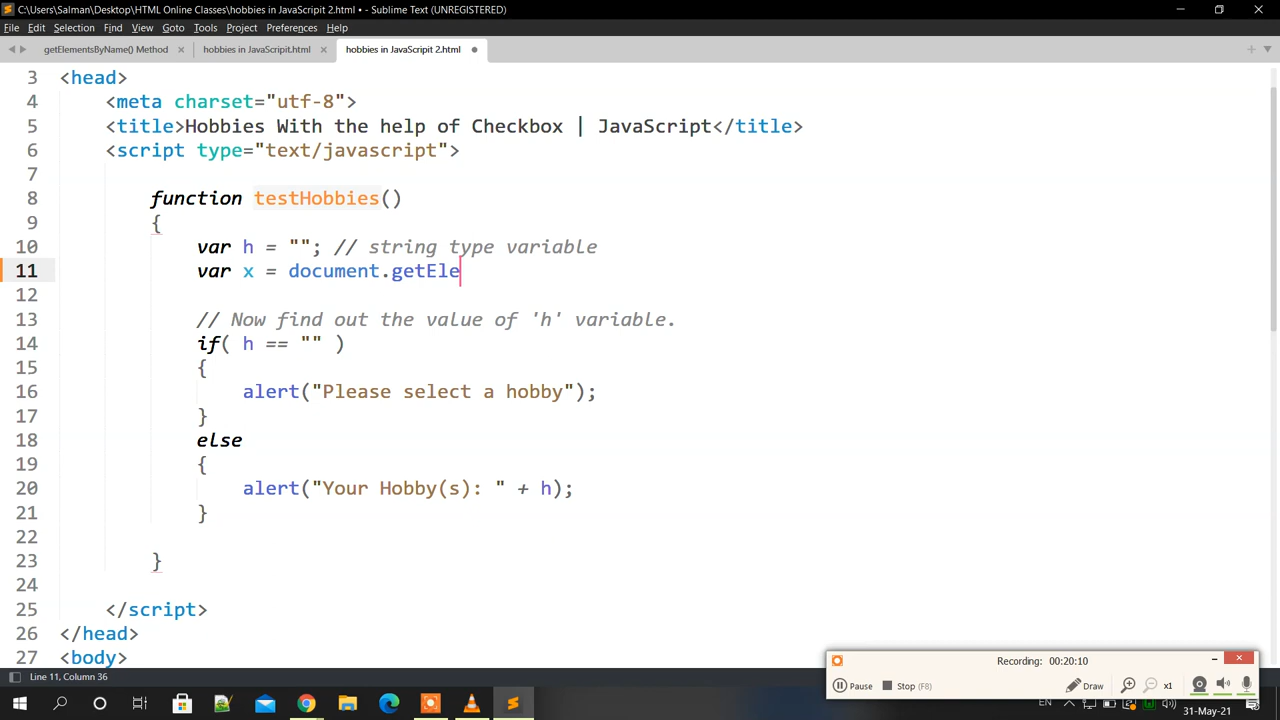 C:\Users\Salman\Desktop\HTML Online Classes\hobbies in JavaScripit 2.html • - Sublime Text (UNREGISTERED)
File Edit Selection Find View Goto Tools Project Preferences Help
getElementsByName() Method hobbies in JavaScripit.html hobbies in JavaScripit 2.html
3 <head>
4 <meta charset="utf-8">
5 <title>Hobbies With the help of Checkbox | JavaScript</title>
6 <script type="text/javascript">
7
8 function testHobbies()
9 {
10 var h = ""; // string type variable
11 var x = document.getEle
12
13 // Now find out the value of 'h' variable.
14 if( h == "" )
15 {
16 alert("Please select a hobby");
17 }
18 else
19 {
20 alert("Your Hobby(s): " + h);
21 }
22
23 }
24
25 </script>
26 </head>
27 <body>
Recording: 00:20:10
Line 11, Column 36
Pause Stop (F8) x1 Draw
EN
31-May-21